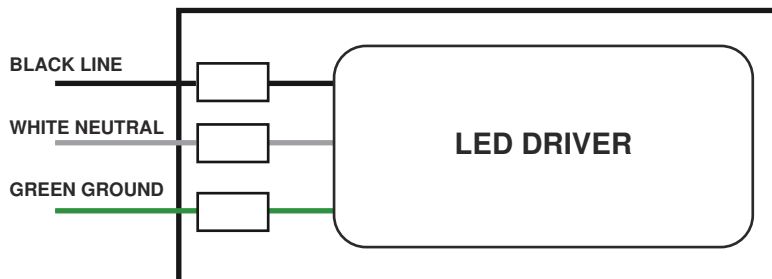 BLACK LINE
WHITE NEUTRAL
LED DRIVER
GREEN GROUND